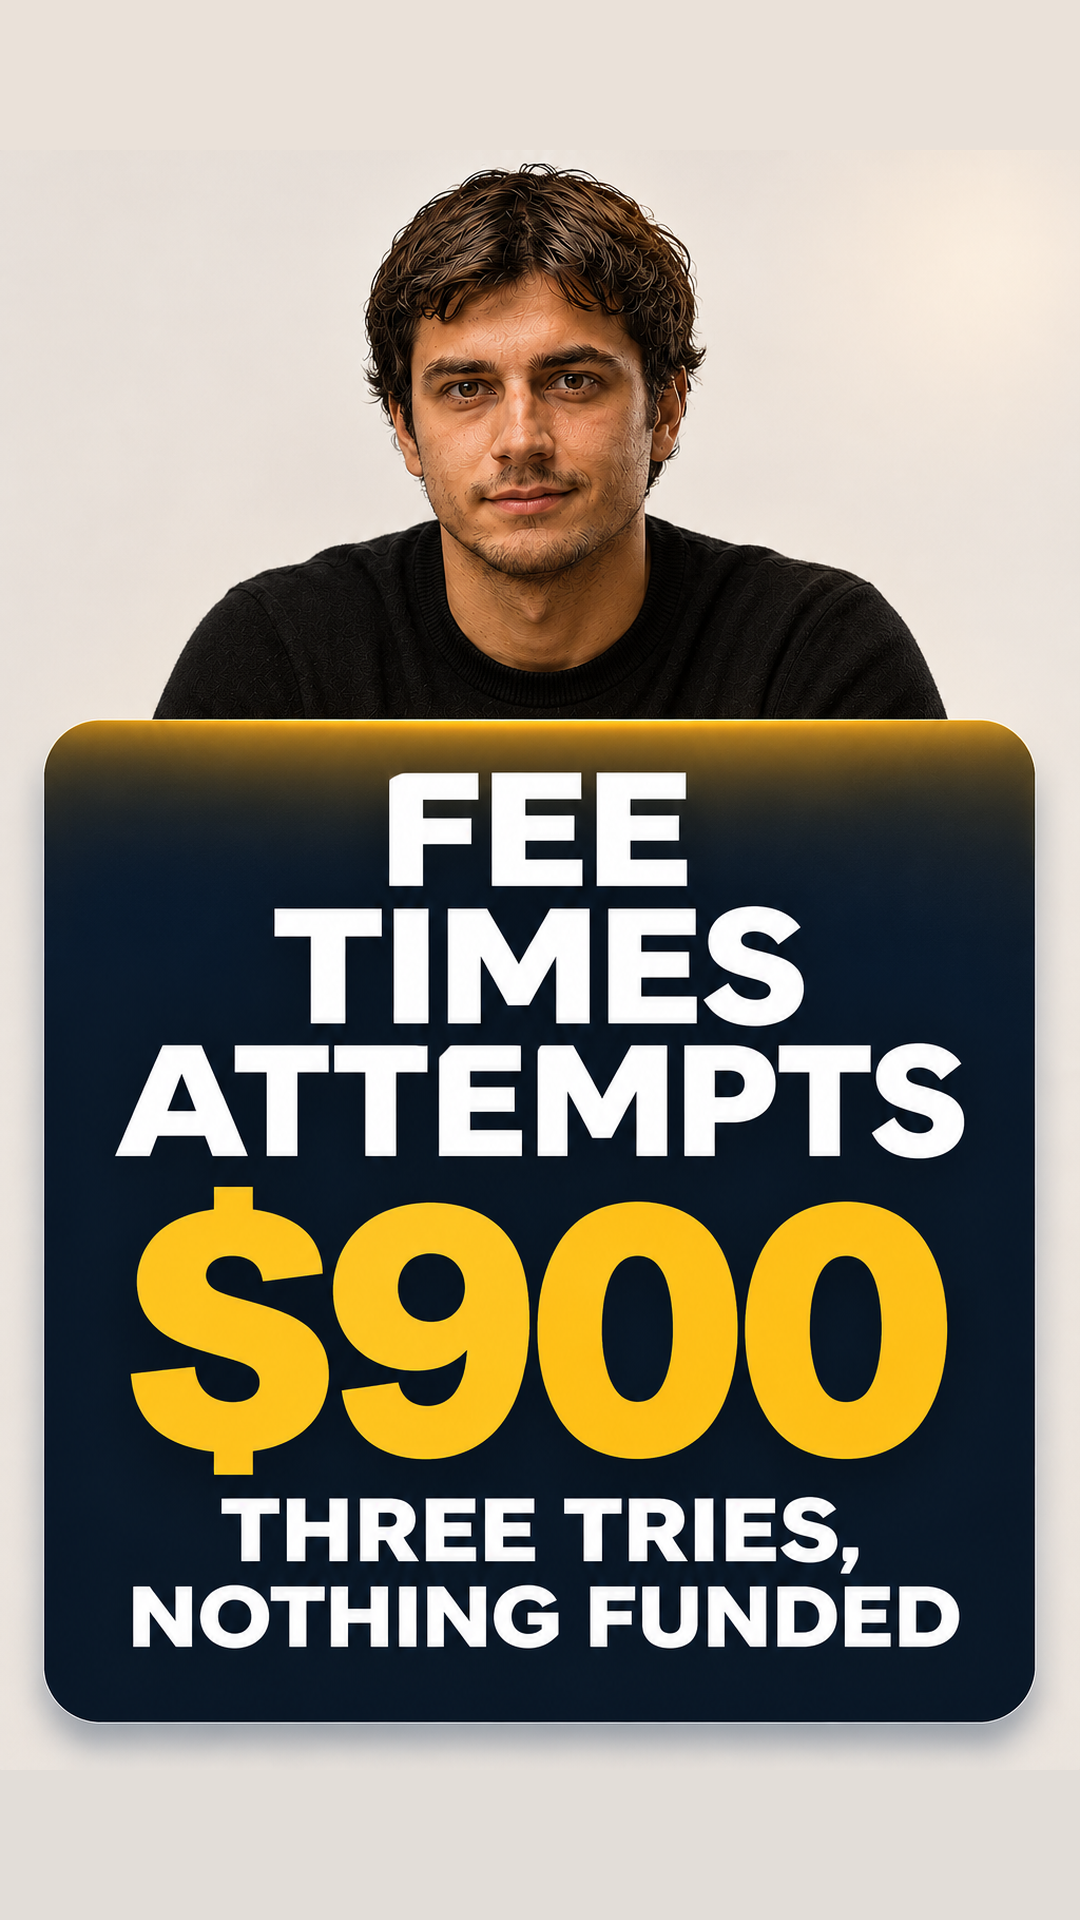 FEE
TIMES
ATTEMPTS
$900
THREE TRIES,
NOTHING FUNDED